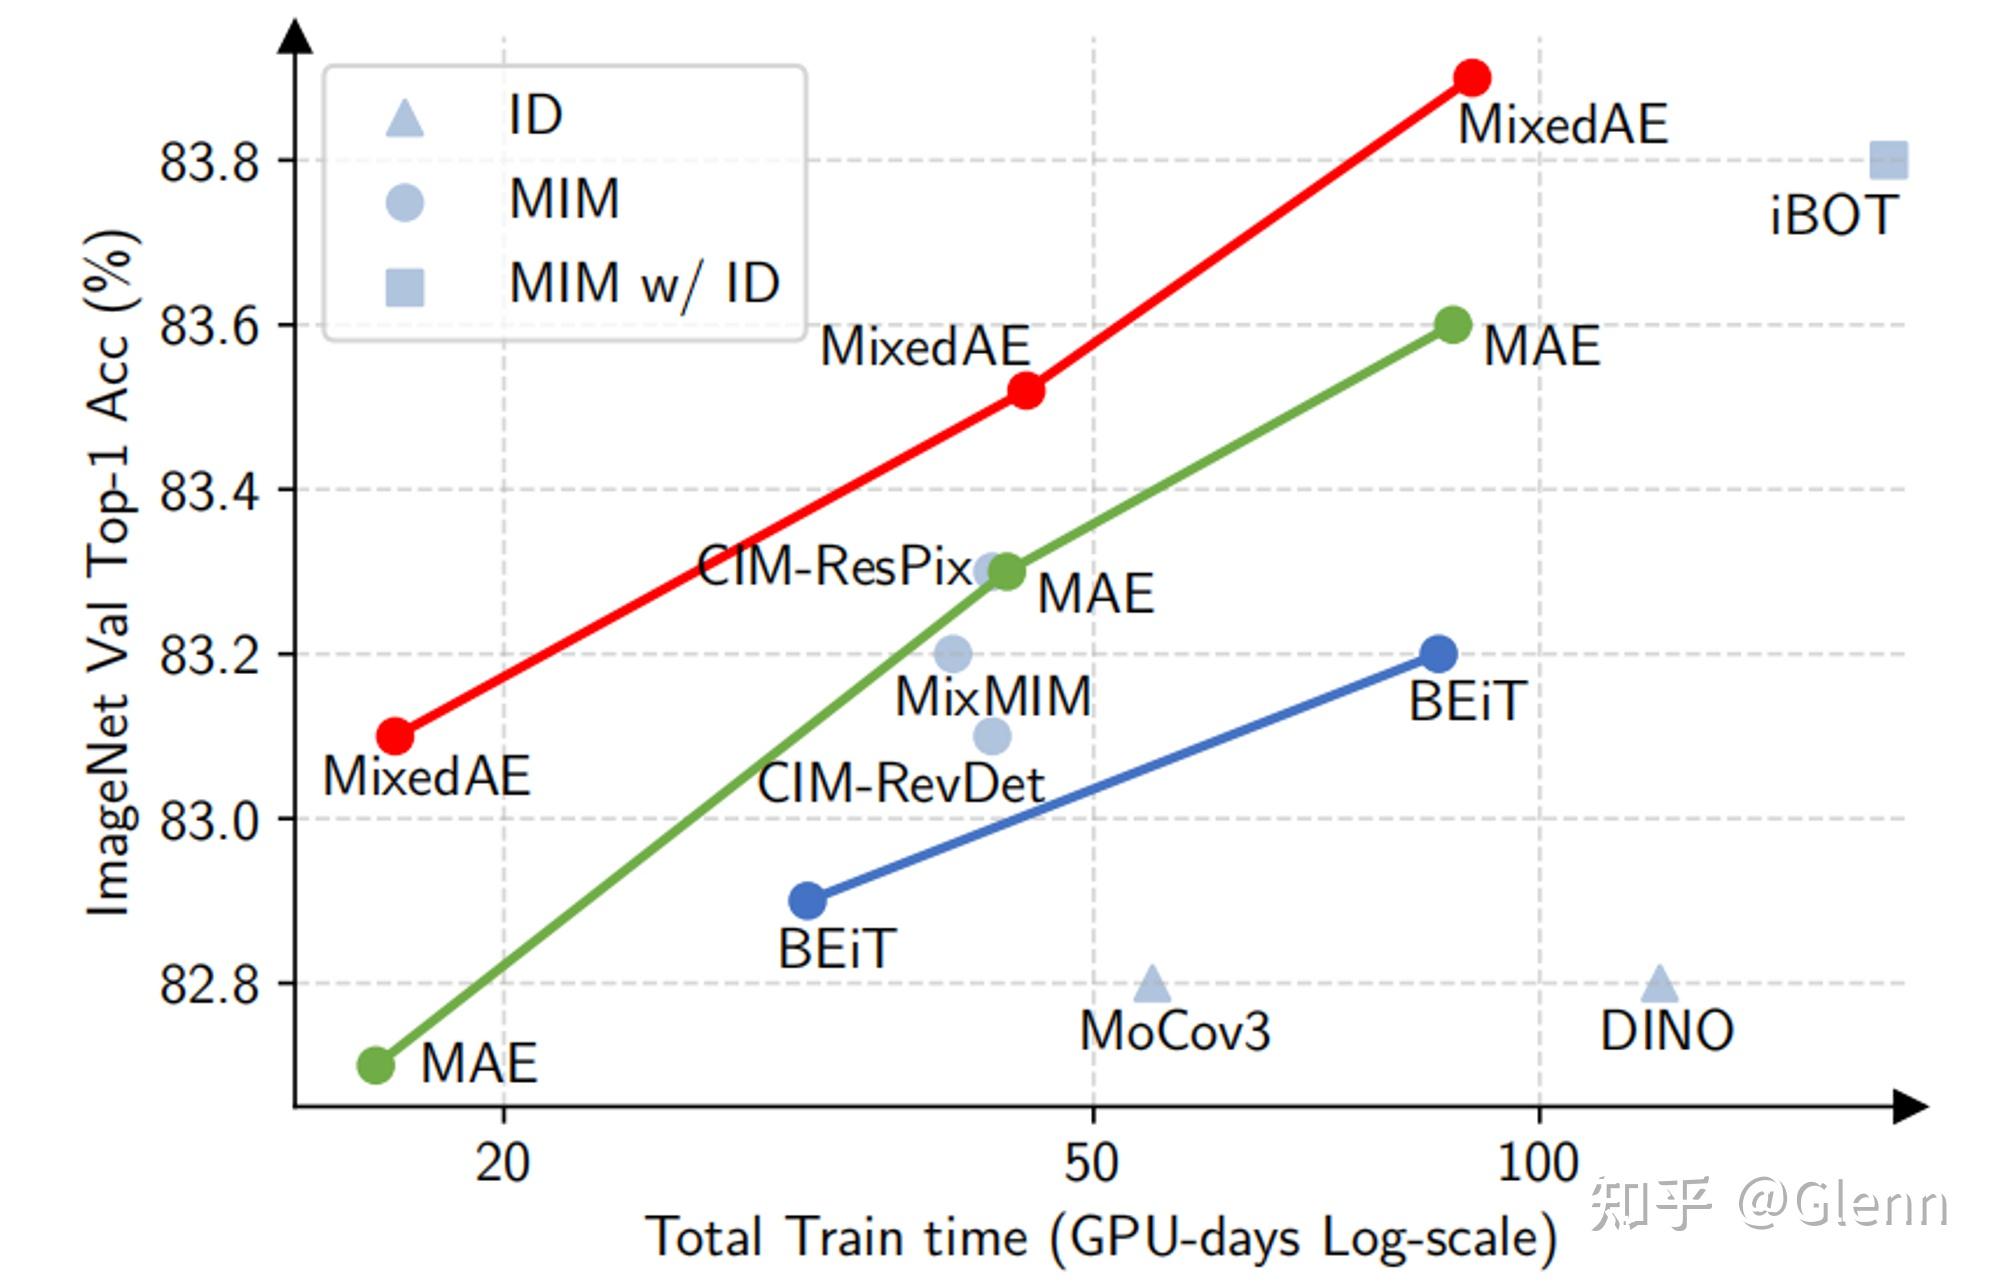 ID
MIM
MIM w/ ID
ImageNet Val Top-1 Acc (%)
83.8
83.6
83.4
83.2
83.0
82.8
MixedAE
iBOT
MixedAE
MAE
CIM-ResPix
MAE
MixMIM
BEiT
MixedAE
CIM-RevDet
BEiT
MoCov3
DINO
MAE
20
50
100
Total Train time (GPU-days Log-scale)
知乎 @Glenn